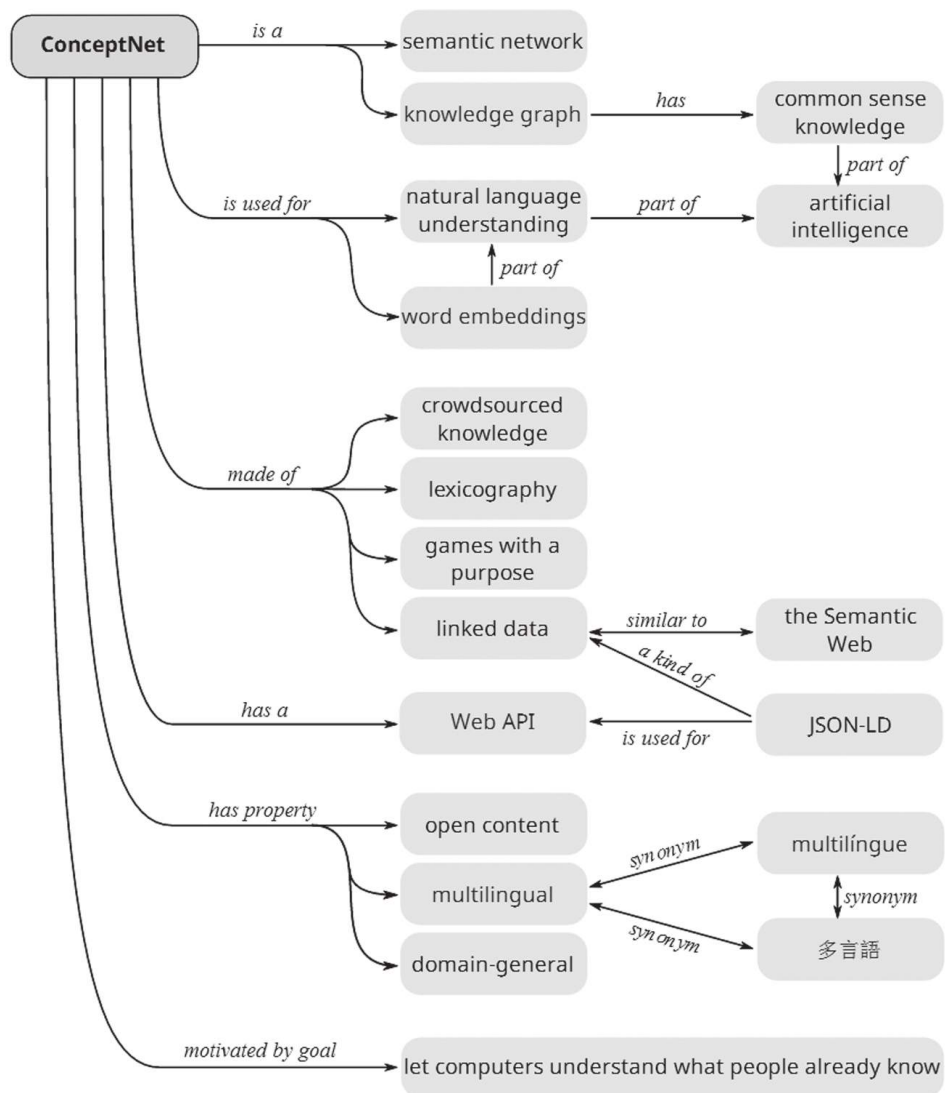 ConceptNet
is a
semantic network
knowledge graph
has
common sense
knowledge
part of
is used for
natural language
understanding
part of
artificial
intelligence
part of
word embeddings
crowdsourced
knowledge
made of
lexicography
games with a
purpose
linked data
similar to
the Semantic
Web
a kind of
has a
Web API
is used for
JSON-LD
has property
open content
multilingual
synonym
multilíngue
synonym
synonym
多言語
domain-general
motivated by goal
let computers understand what people already know